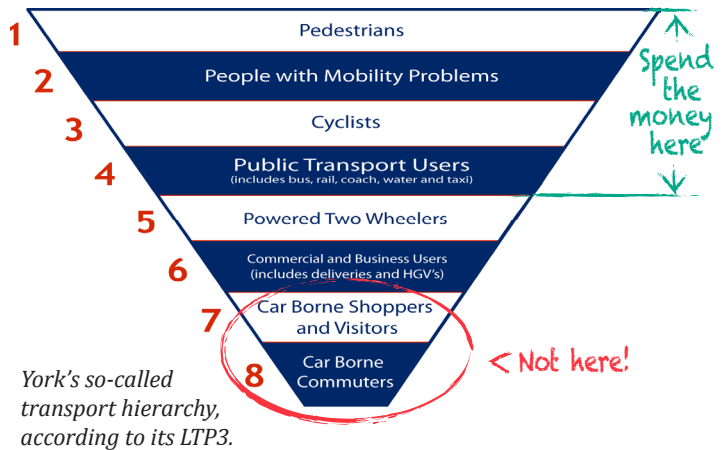 1
Pedestrians
2
People with Mobility Problems
3
Cyclists
4
Public Transport Users
(includes bus, rail, coach, water and taxi)
5
Powered Two Wheelers
6
Commercial and Business Users
(includes deliveries and HGV's)
7
Car Borne Shoppers
and Visitors
8
Car Borne
Commuters
Spend
the
money
here
< Not here!
York's so-called
transport hierarchy,
according to its LTP3.